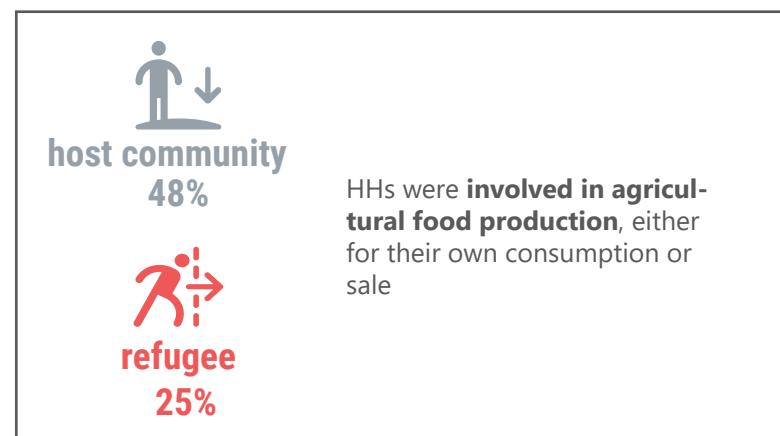 host community
48%
HHs were involved in agricul-
tural food production, either
for their own consumption or
sale
refugee
25%